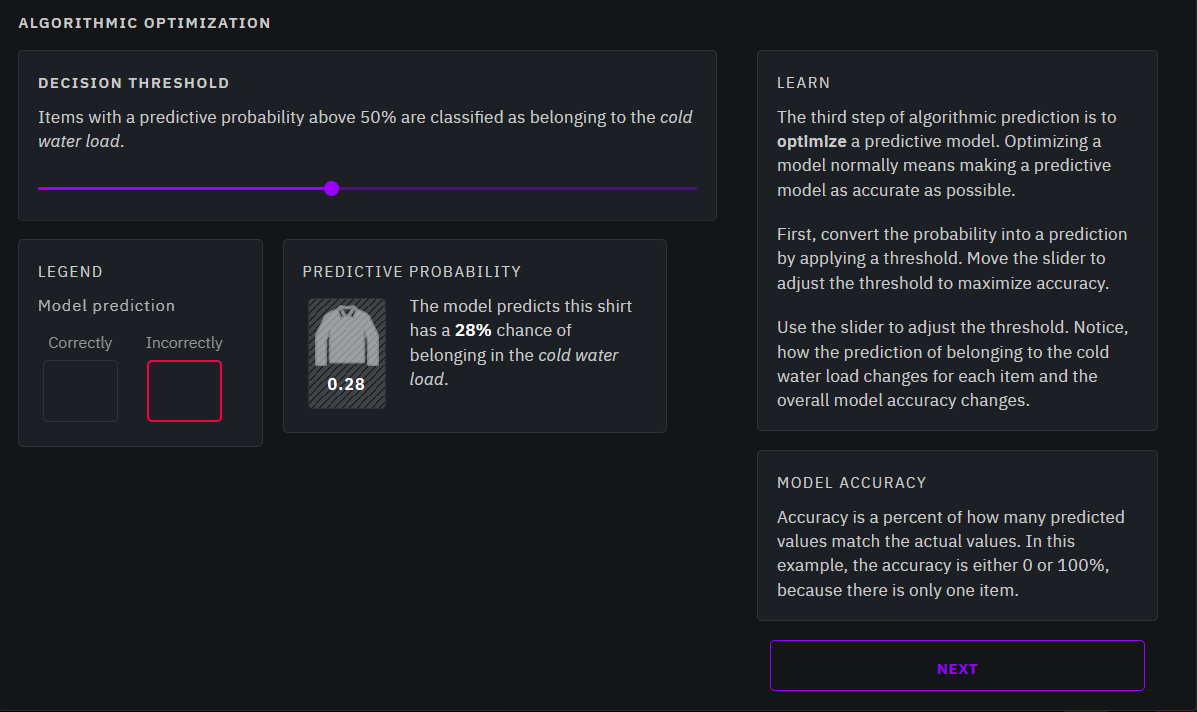 ALGORITHMIC OPTIMIZATION
DECISION THRESHOLD
Items with a predictive probability above 50% are classified as belonging to the cold
water load.
LEGEND
Model prediction
Correctly
Incorrectly
PREDICTIVE PROBABILITY
0.28
The model predicts this shirt
has a 28% chance of
belonging in the cold water
load.
LEARN
The third step of algorithmic prediction is to
optimize a predictive model. Optimizing a
model normally means making a predictive
model as accurate as possible.
First, convert the probability into a prediction
by applying a threshold. Move the slider to
adjust the threshold to maximize accuracy.
Use the slider to adjust the threshold. Notice,
how the prediction of belonging to the cold
water load changes for each item and the
overall model accuracy changes.
MODEL ACCURACY
Accuracy is a percent of how many predicted
values match the actual values. In this
example, the accuracy is either 0 or 100%,
because there is only one item.
NEXT